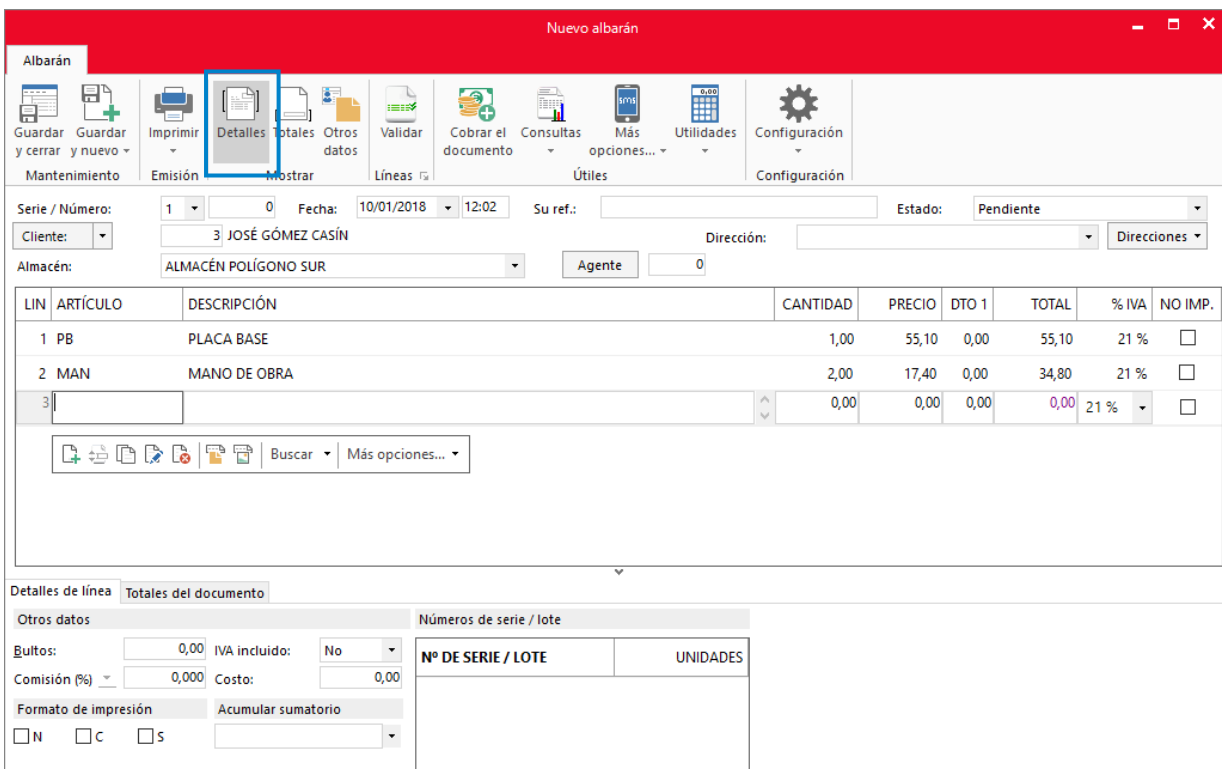 Nuevo albarán
Albarán
Guardar y cerrar
Guardar y nuevo
Imprimir
Detalles
Totales
Otros datos
Validar
Cobrar el documento
Consultas
sms
Más opciones...
0,00
Utilidades
Configuración
Mantenimiento
Emisión
Mostrar
Líneas
Útiles
Configuración
Serie / Número: 1 0 Fecha: 10/01/2018 12:02 Su ref.: Estado: Pendiente
Cliente: 3 JOSÉ GÓMEZ CASÍN Dirección: Direcciones
Almacén: ALMACÉN POLÍGONO SUR Agente 0
LIN ARTÍCULO DESCRIPCIÓN CANTIDAD PRECIO DTO 1 TOTAL % IVA NO IMP.
1 PB PLACA BASE 1,00 55,10 0,00 55,10 21 %
2 MAN MANO DE OBRA 2,00 17,40 0,00 34,80 21 %
3 0,00 0,00 0,00 0,00 21 %
Buscar Más opciones...
Detalles de línea Totales del documento
Otros datos Números de serie / lote
Bultos: 0,00 IVA incluido: No Nº DE SERIE / LOTE UNIDADES
Comisión (%) 0,000 Costo: 0,00
Formato de impresión Acumular sumatorio
N C S